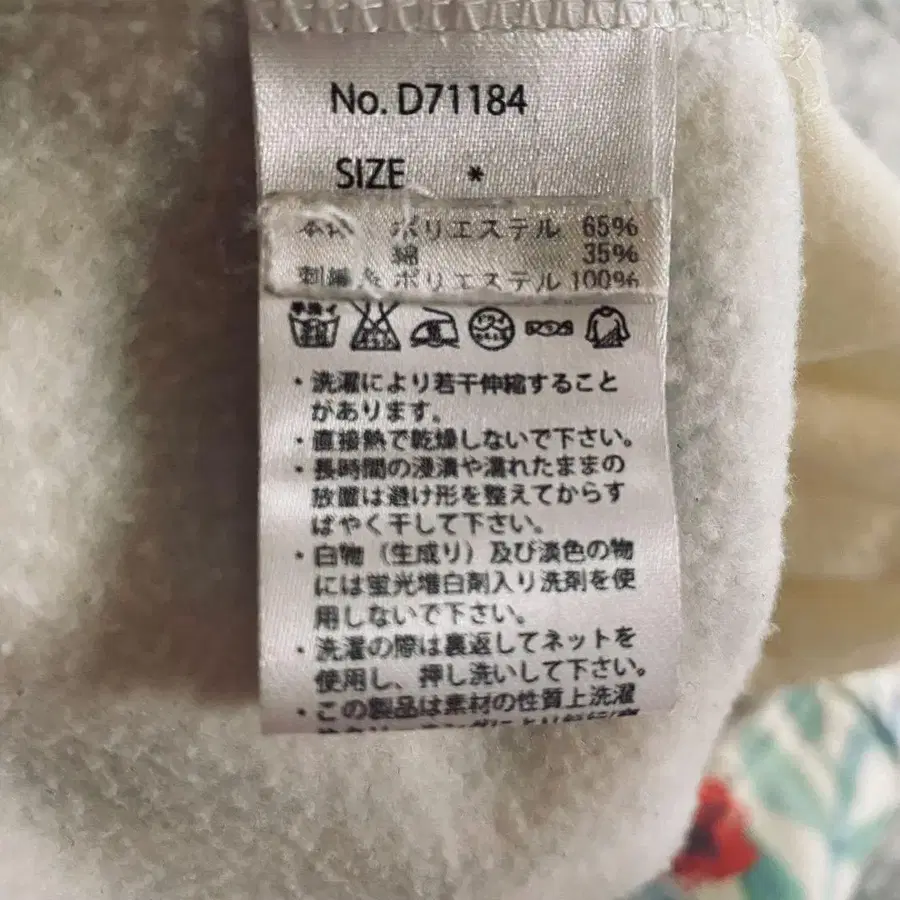 No. D71184
SIZE *
ポリエステル 65%
綿 35%
刺繍糸 ポリエステル 100%
手洗イ
ドライ
・洗濯により若干伸縮すること
があります。
・直接熱で乾燥しないで下さい。
・長時間の浸漬や濡れたままの
放置は避け形を整えてからす
ばやく干して下さい。
・白物（生成り）及び淡色の物
には蛍光増白剤入り洗剤を使
用しないで下さい。
・洗濯の際は裏返してネットを
使用し、押し洗いして下さい。
・この製品は素材の性質上洗濯